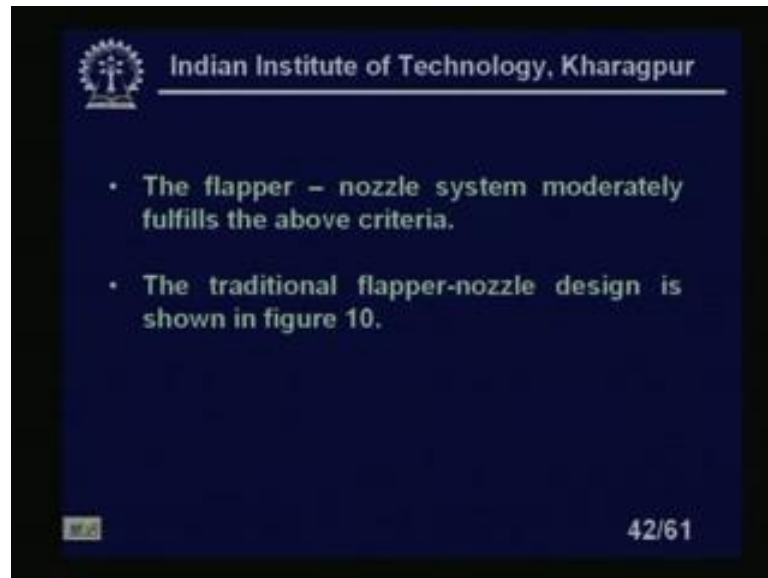 Indian Institute of Technology, Kharagpur
• The flapper – nozzle system moderately
fulfills the above criteria.
• The traditional flapper-nozzle design is
shown in figure 10.
42/61